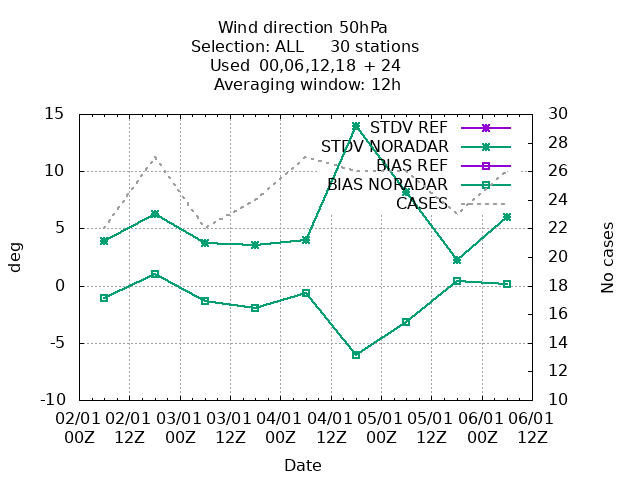 Wind direction 50hPa
Selection: ALL 30 stations
Used 00,06,12,18 + 24
Averaging window: 12h
15
10
5
0
-5
-10
deg
30
28
26
24
22
20
18
16
14
12
10
No cases
STDV REF
STDV NORADAR
BIAS REF
BIAS NORADAR
CASES
02/01 02/01 03/01 03/01 04/01 04/01 05/01 05/01 06/01 06/01
00Z 12Z 00Z 12Z 00Z 12Z 00Z 12Z 00Z 12Z
Date